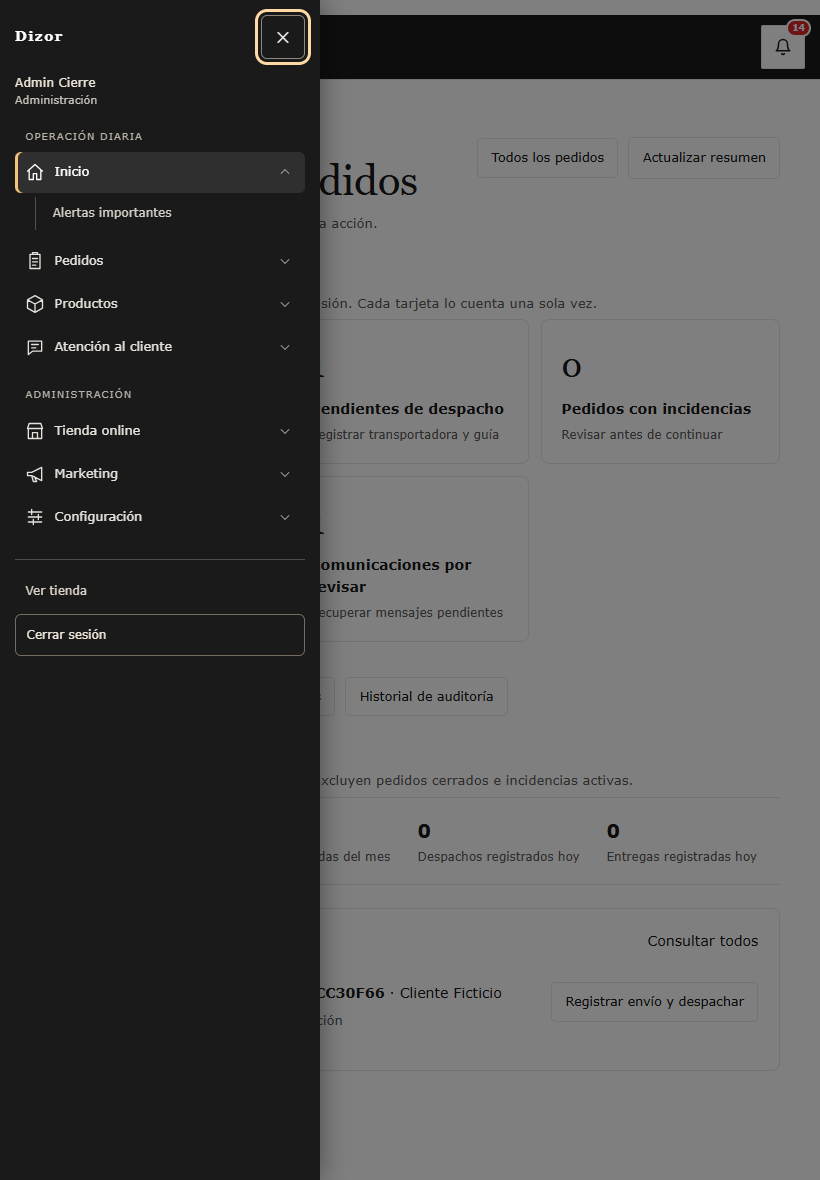 Dizor
Admin Cierre
Administración
OPERACIÓN DIARIA
Inicio
Alertas importantes
Pedidos
Productos
Atención al cliente
ADMINISTRACIÓN
Tienda online
Marketing
Configuración
Ver tienda
Cerrar sesión
14
Todos los pedidos
Actualizar resumen
didos
a acción.
sión. Cada tarjeta lo cuenta una sola vez.
endientes de despacho
egistrar transportadora y guía
0
Pedidos con incidencias
Revisar antes de continuar
omunicaciones por
evisar
ecuperar mensajes pendientes
Historial de auditoría
xcluyen pedidos cerrados e incidencias activas.
das del mes
0
Despachos registrados hoy
0
Entregas registradas hoy
Consultar todos
CC30F66 · Cliente Ficticio
ción
Registrar envío y despachar